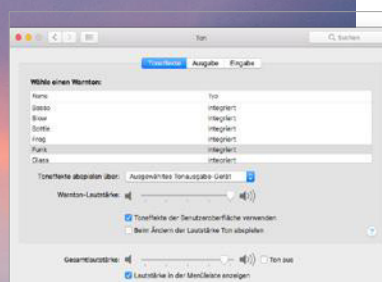 Ton
Suchen
Toneffekte Ausgabe Eingabe
Wähle einen Warnton:
Name Typ
Basso Integriert
Blow Integriert
Bottle Integriert
Frog Integriert
Funk Integriert
Glass Integriert
Toneffekte abspielen über: Ausgewähltes Tonausgabe-Gerät
Warnton-Lautstärke:
Toneffekte der Benutzeroberfläche verwenden
Beim Ändern der Lautstärke Ton abspielen
?
Gesamtlautstärke: Ton aus
Lautstärke in der Menüleiste anzeigen